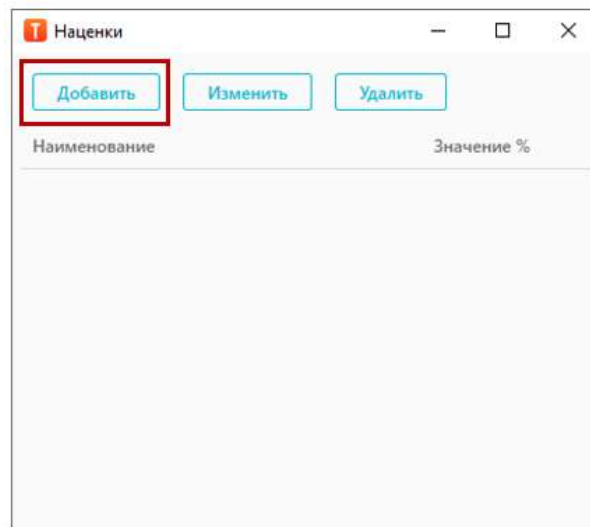 Т Наценки
Добавить Изменить Удалить
Наименование Значение %